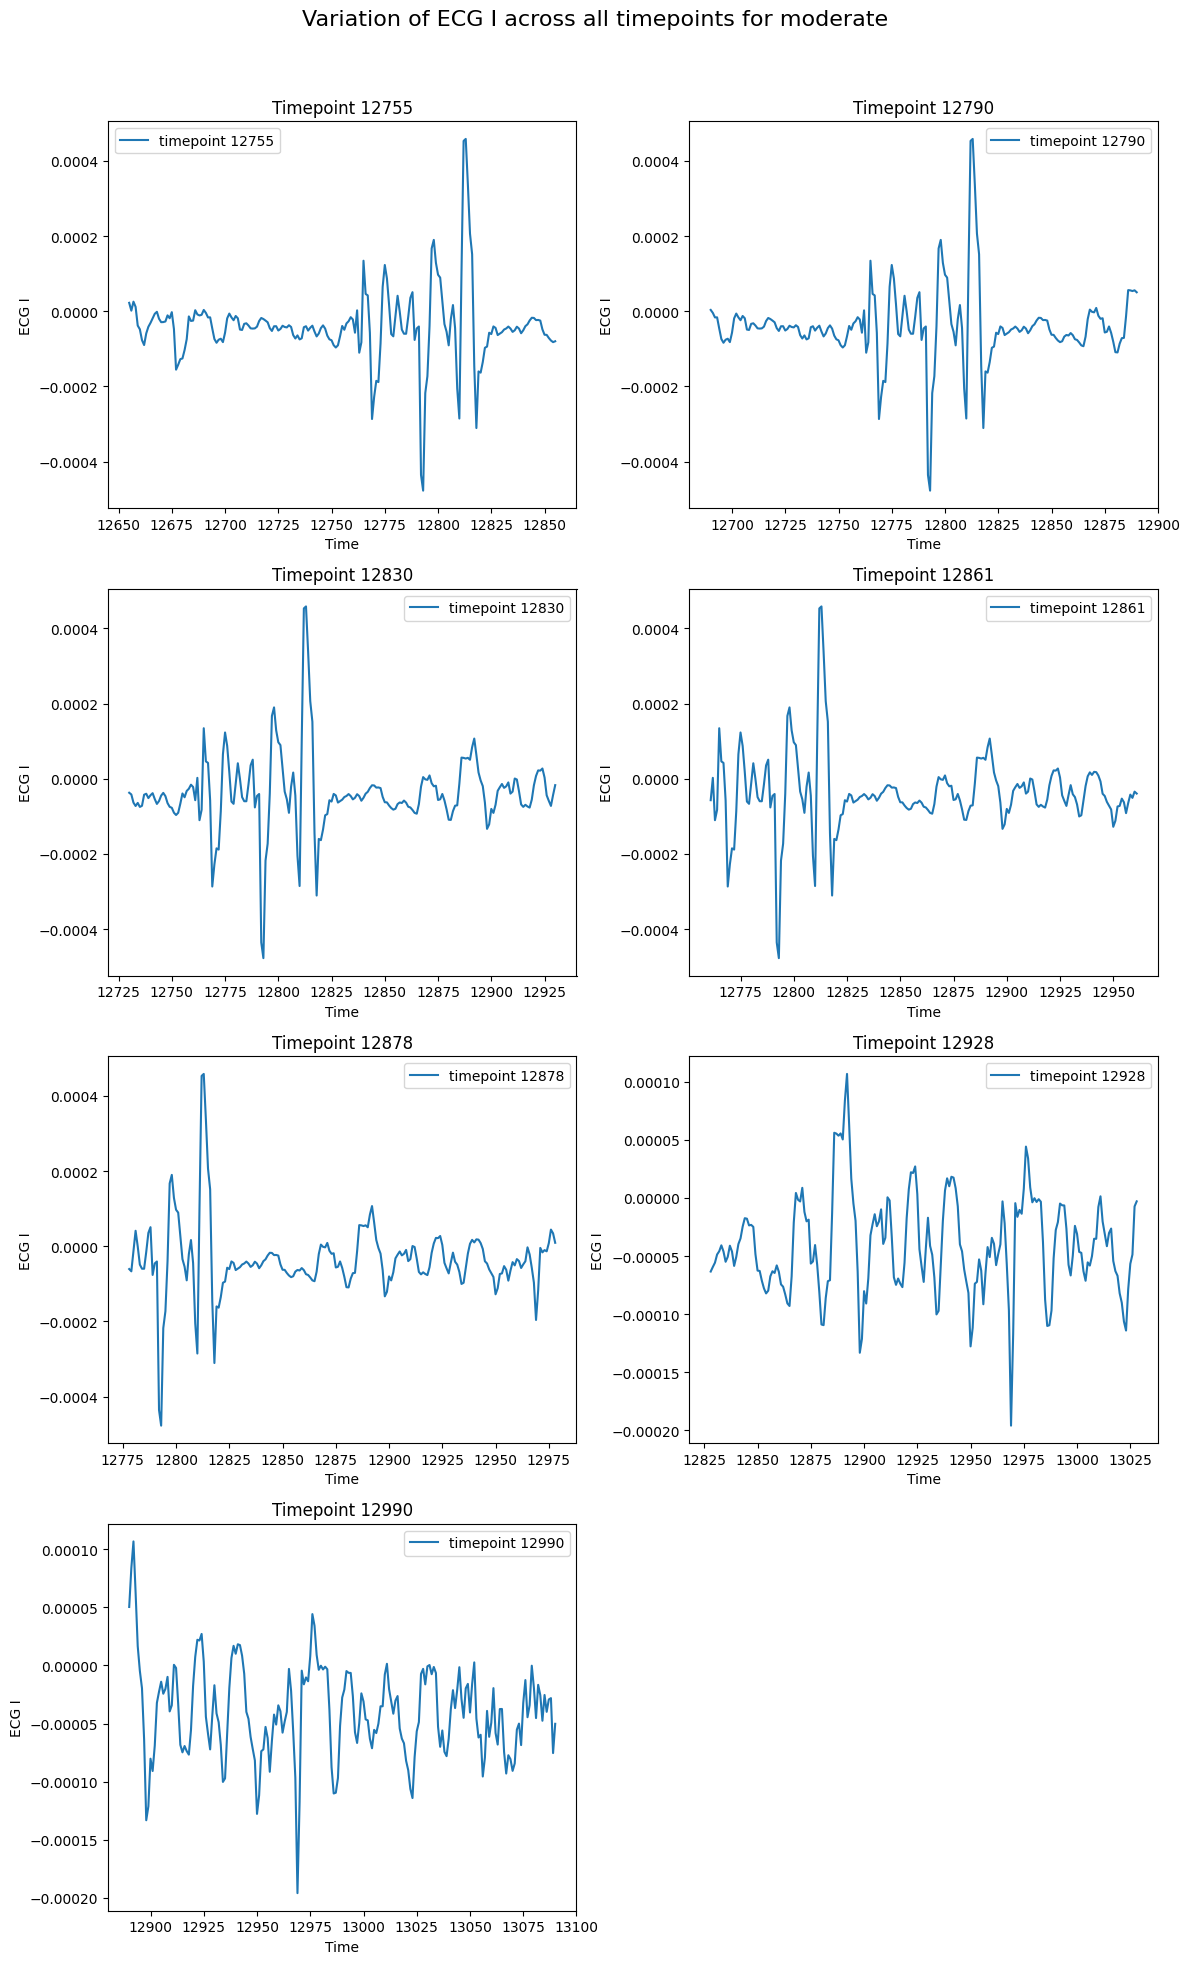 Variation of ECG I across all timepoints for moderate
Timepoint 12755
timepoint 12755
0.0004
0.0002
0.0000
−0.0002
−0.0004
ECG I
12650 12675 12700 12725 12750 12775 12800 12825 12850
Time
Timepoint 12790
timepoint 12790
0.0004
0.0002
0.0000
−0.0002
−0.0004
ECG I
12700 12725 12750 12775 12800 12825 12850 12875 12900
Time
Timepoint 12830
timepoint 12830
0.0004
0.0002
0.0000
−0.0002
−0.0004
ECG I
12725 12750 12775 12800 12825 12850 12875 12900 12925
Time
Timepoint 12861
timepoint 12861
0.0004
0.0002
0.0000
−0.0002
−0.0004
ECG I
12775 12800 12825 12850 12875 12900 12925 12950
Time
Timepoint 12878
timepoint 12878
0.0004
0.0002
0.0000
−0.0002
−0.0004
ECG I
12775 12800 12825 12850 12875 12900 12925 12950 12975
Time
Timepoint 12928
timepoint 12928
0.00010
0.00005
0.00000
−0.00005
−0.00010
−0.00015
−0.00020
ECG I
12825 12850 12875 12900 12925 12950 12975 13000 13025
Time
Timepoint 12990
timepoint 12990
0.00010
0.00005
0.00000
−0.00005
−0.00010
−0.00015
−0.00020
ECG I
12900 12925 12950 12975 13000 13025 13050 13075 13100
Time